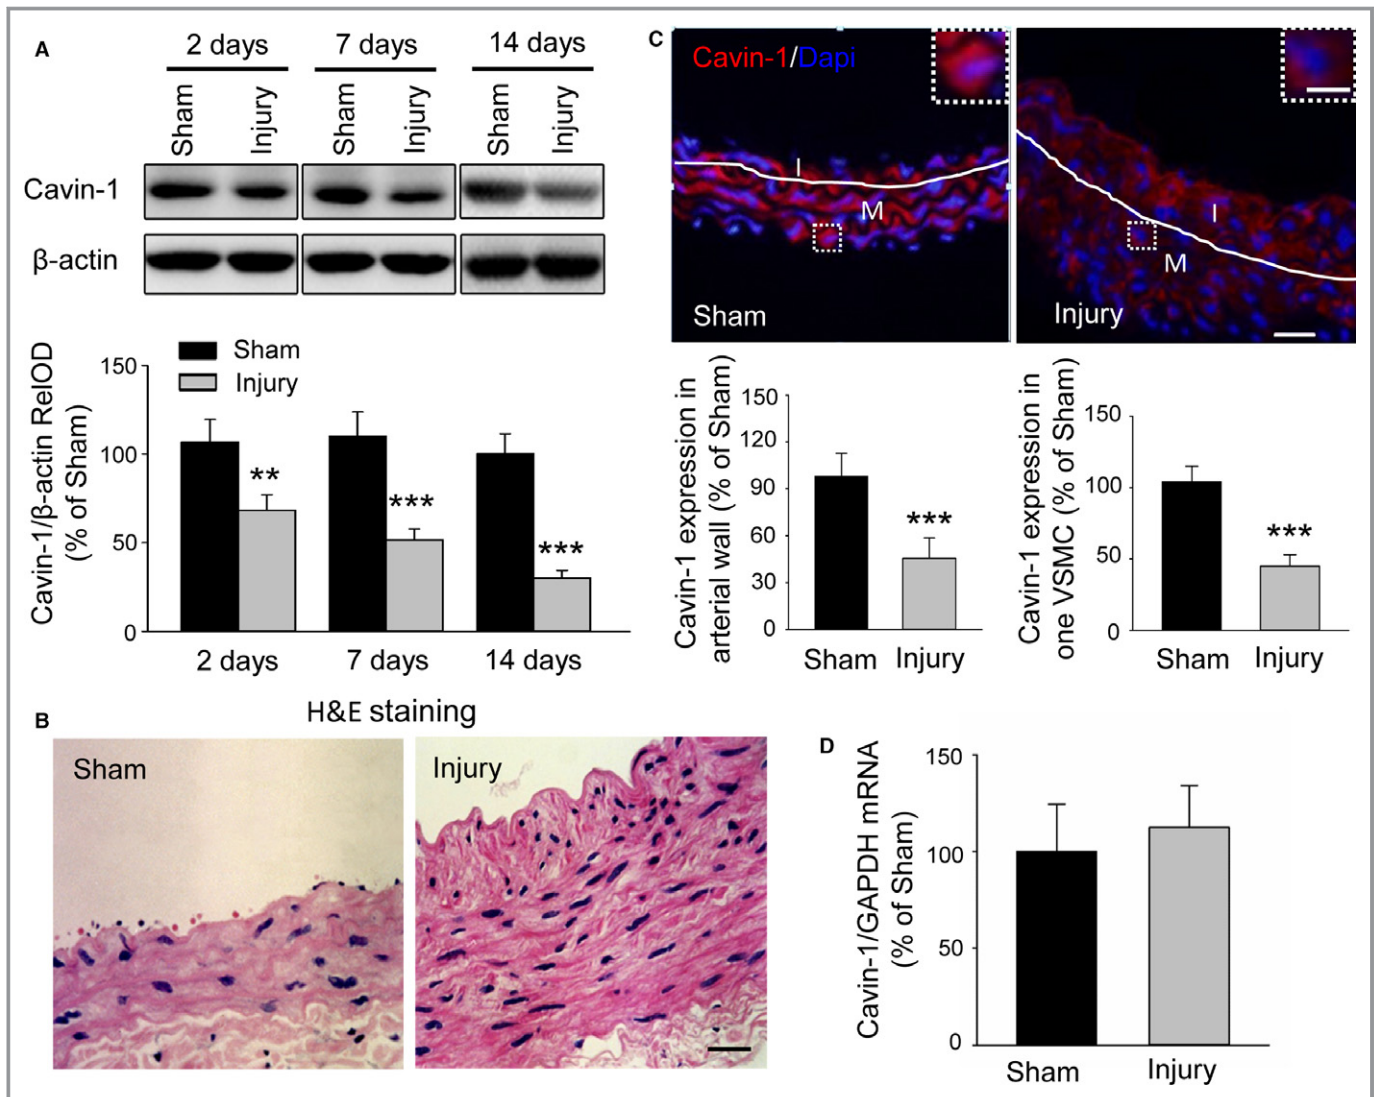 A
2 days
7 days
14 days
Sham
Injury
Sham
Injury
Sham
Injury
Cavin-1
β-actin
Cavin-1/β-actin RelOD
(% of Sham)
Sham
Injury
150
100
50
0
**
***
***
2 days
7 days
14 days
B
H&E staining
Sham
Injury
C
Cavin-1/Dapi
I
M
Sham
I
M
Injury
Cavin-1 expression in
arterial wall (% of Sham)
150
120
90
60
30
0
***
Sham
Injury
Cavin-1 expression in
one VSMC (% of Sham)
150
100
50
0
***
Sham
Injury
D
Cavin-1/GAPDH mRNA
(% of Sham)
150
100
50
0
Sham
Injury